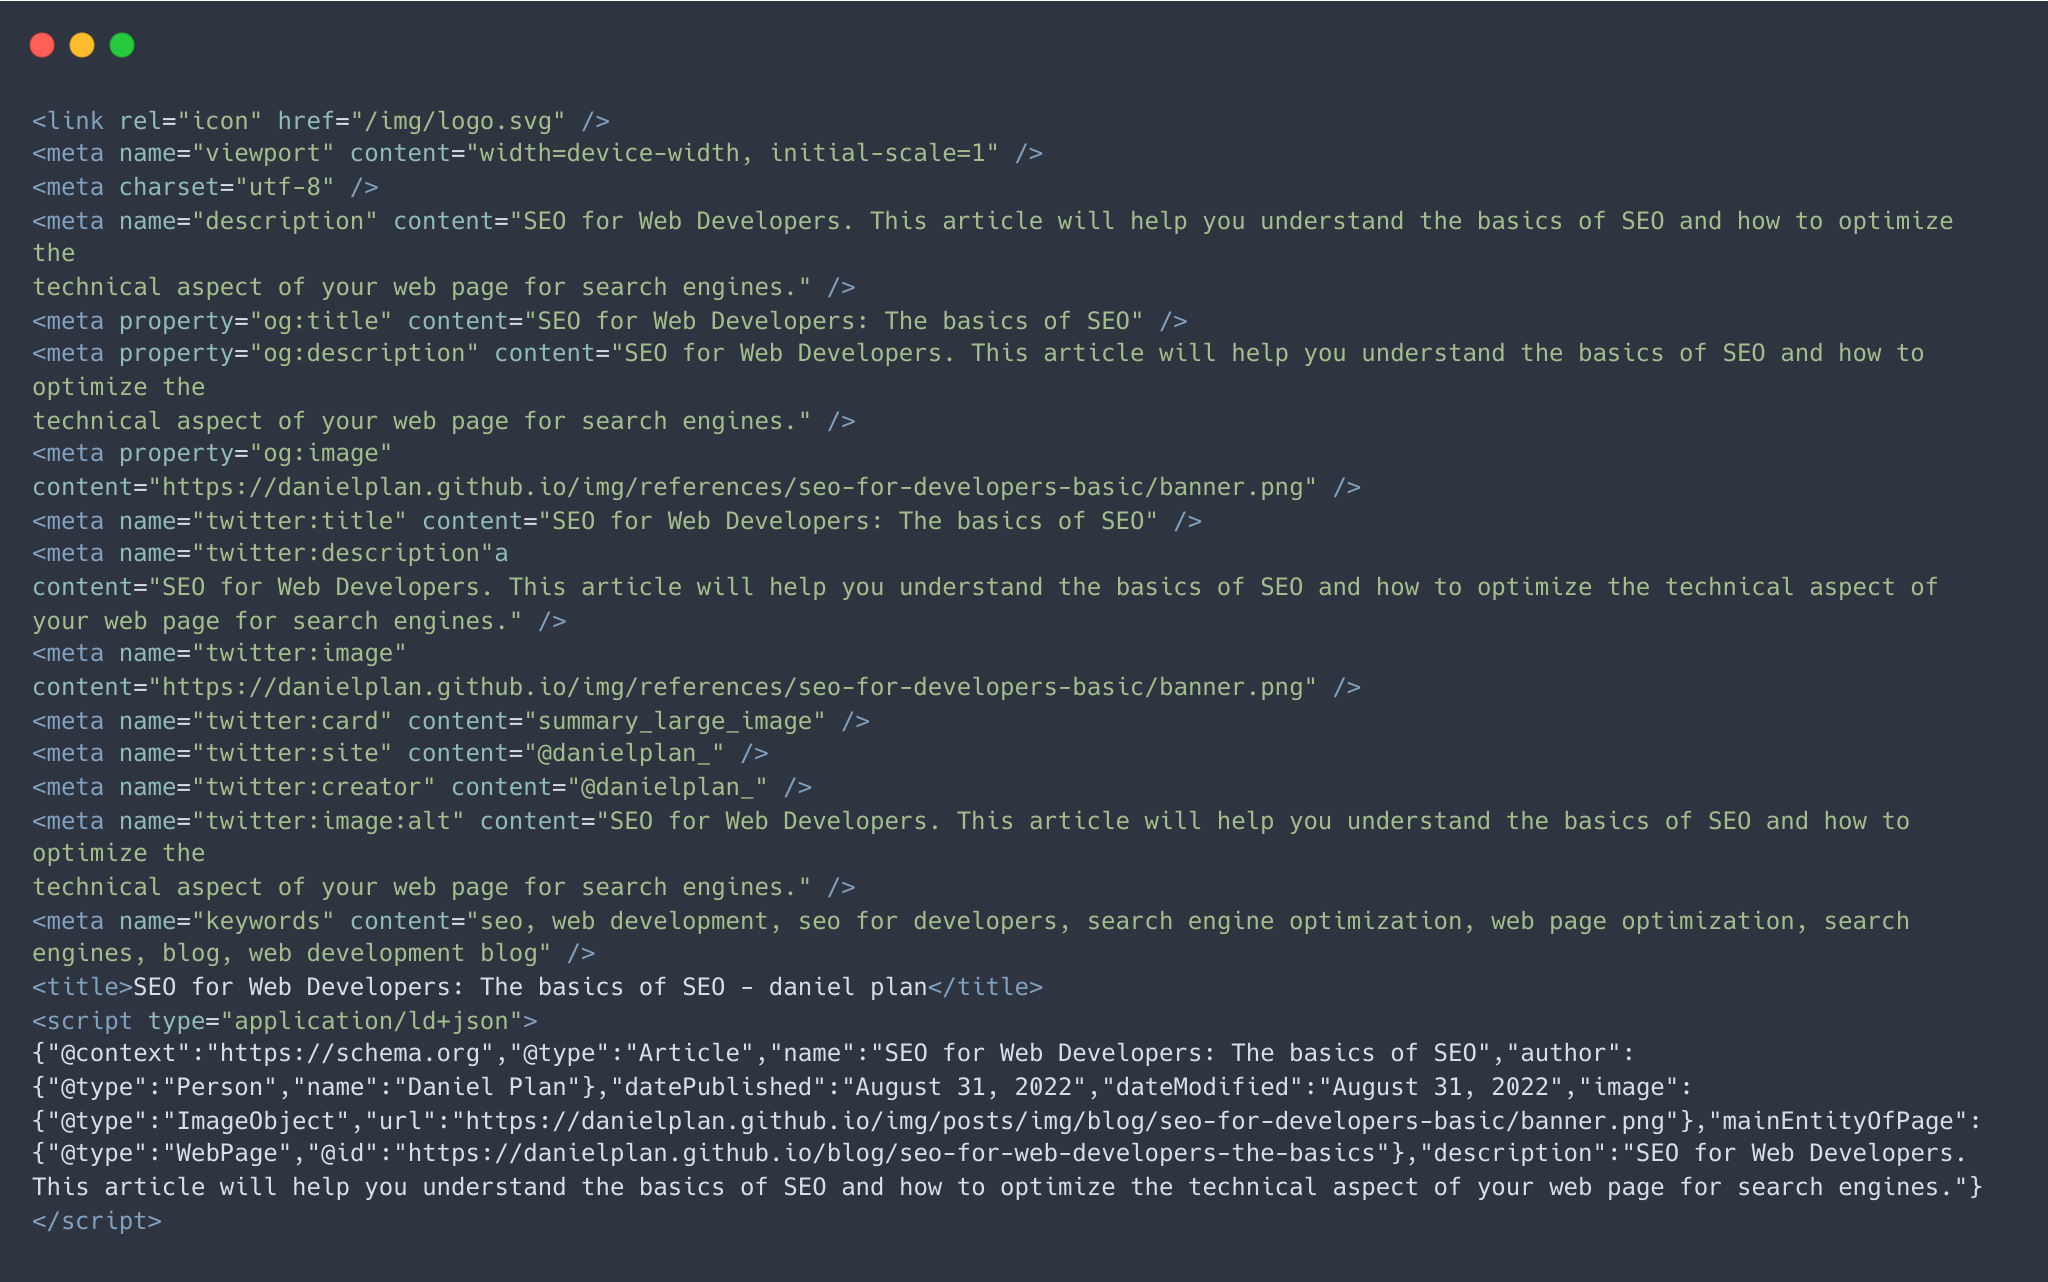 <link rel="icon" href="/img/logo.svg" />
<meta name="viewport" content="width=device-width, initial-scale=1" />
<meta charset="utf-8" />
<meta name="description" content="SEO for Web Developers. This article will help you understand the basics of SEO and how to optimize
the
technical aspect of your web page for search engines." />
<meta property="og:title" content="SEO for Web Developers: The basics of SEO" />
<meta property="og:description" content="SEO for Web Developers. This article will help you understand the basics of SEO and how to
optimize the
technical aspect of your web page for search engines." />
<meta property="og:image"
content="https://danielplan.github.io/img/references/seo-for-developers-basic/banner.png" />
<meta name="twitter:title" content="SEO for Web Developers: The basics of SEO" />
<meta name="twitter:description"a
content="SEO for Web Developers. This article will help you understand the basics of SEO and how to optimize the technical aspect of
your web page for search engines." />
<meta name="twitter:image"
content="https://danielplan.github.io/img/references/seo-for-developers-basic/banner.png" />
<meta name="twitter:card" content="summary_large_image" />
<meta name="twitter:site" content="@danielplan_" />
<meta name="twitter:creator" content="@danielplan_" />
<meta name="twitter:image:alt" content="SEO for Web Developers. This article will help you understand the basics of SEO and how to
optimize the
technical aspect of your web page for search engines." />
<meta name="keywords" content="seo, web development, seo for developers, search engine optimization, web page optimization, search
engines, blog, web development blog" />
<title>SEO for Web Developers: The basics of SEO - daniel plan</title>
<script type="application/ld+json">
{"@context":"https://schema.org","@type":"Article","name":"SEO for Web Developers: The basics of SEO","author":
{"@type":"Person","name":"Daniel Plan"},"datePublished":"August 31, 2022","dateModified":"August 31, 2022","image":
{"@type":"ImageObject","url":"https://danielplan.github.io/img/posts/img/blog/seo-for-developers-basic/banner.png"},"mainEntityOfPage":
{"@type":"WebPage","@id":"https://danielplan.github.io/blog/seo-for-web-developers-the-basics"},"description":"SEO for Web Developers.
This article will help you understand the basics of SEO and how to optimize the technical aspect of your web page for search engines."}
</script>